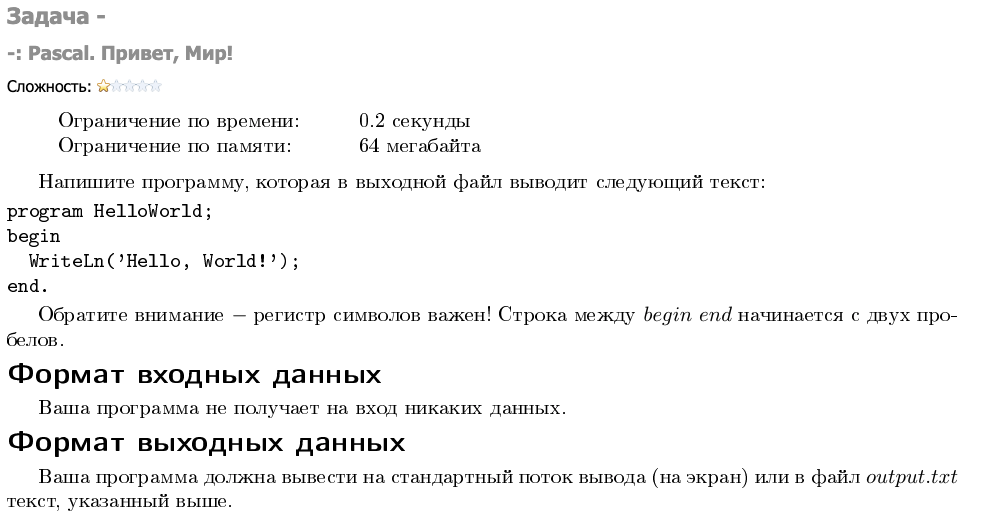 Задача -
-: Pascal. Привет, Мир!
Сложность:
Ограничение по времени: 0.2 секунды
Ограничение по памяти: 64 мегабайта
Напишите программу, которая в выходной файл выводит следующий текст:
program HelloWorld;
begin
  WriteLn('Hello, World!');
end.
Обратите внимание – регистр символов важен! Строка между begin end начинается с двух про-
белов.
Формат входных данных
Ваша программа не получает на вход никаких данных.
Формат выходных данных
Ваша программа должна вывести на стандартный поток вывода (на экран) или в файл output.txt
текст, указанный выше.